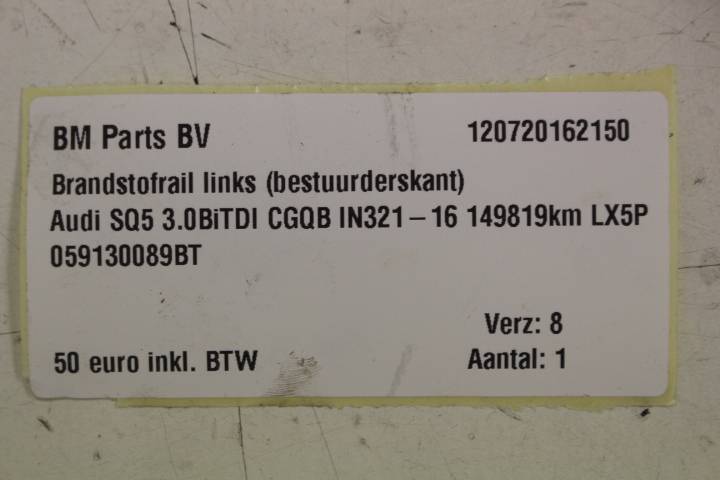 BM Parts BV 120720162150
Brandstofrail links (bestuurderskant)
Audi SQ5 3.0BiTDI CGQB IN321-16 149819km LX5P
059130089BT
Verz: 8
50 euro inkl. BTW Aantal: 1